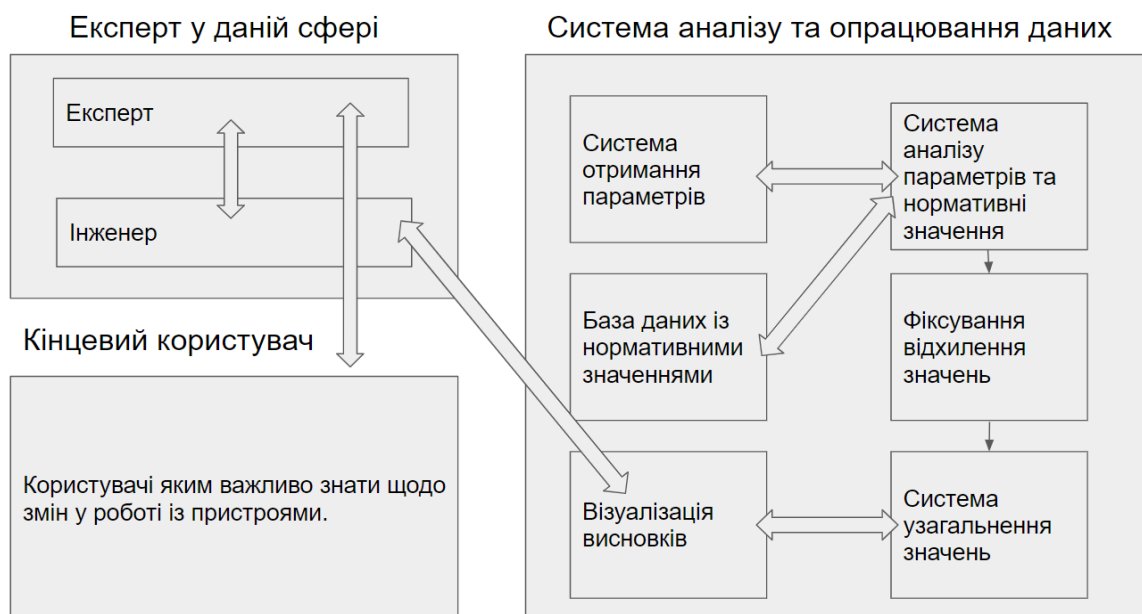 Експерт у даній сфері
Експерт
Інженер
Кінцевий користувач
Користувачі яким важливо знати щодо
змін у роботі із пристроями.
Система аналізу та опрацювання даних
Система
отримання
параметрів
Система
аналізу
параметрів та
нормативні
значення
База даних із
нормативними
значеннями
Фіксування
відхилення
значень
Візуалізація
висновків
Система
узагальнення
значень